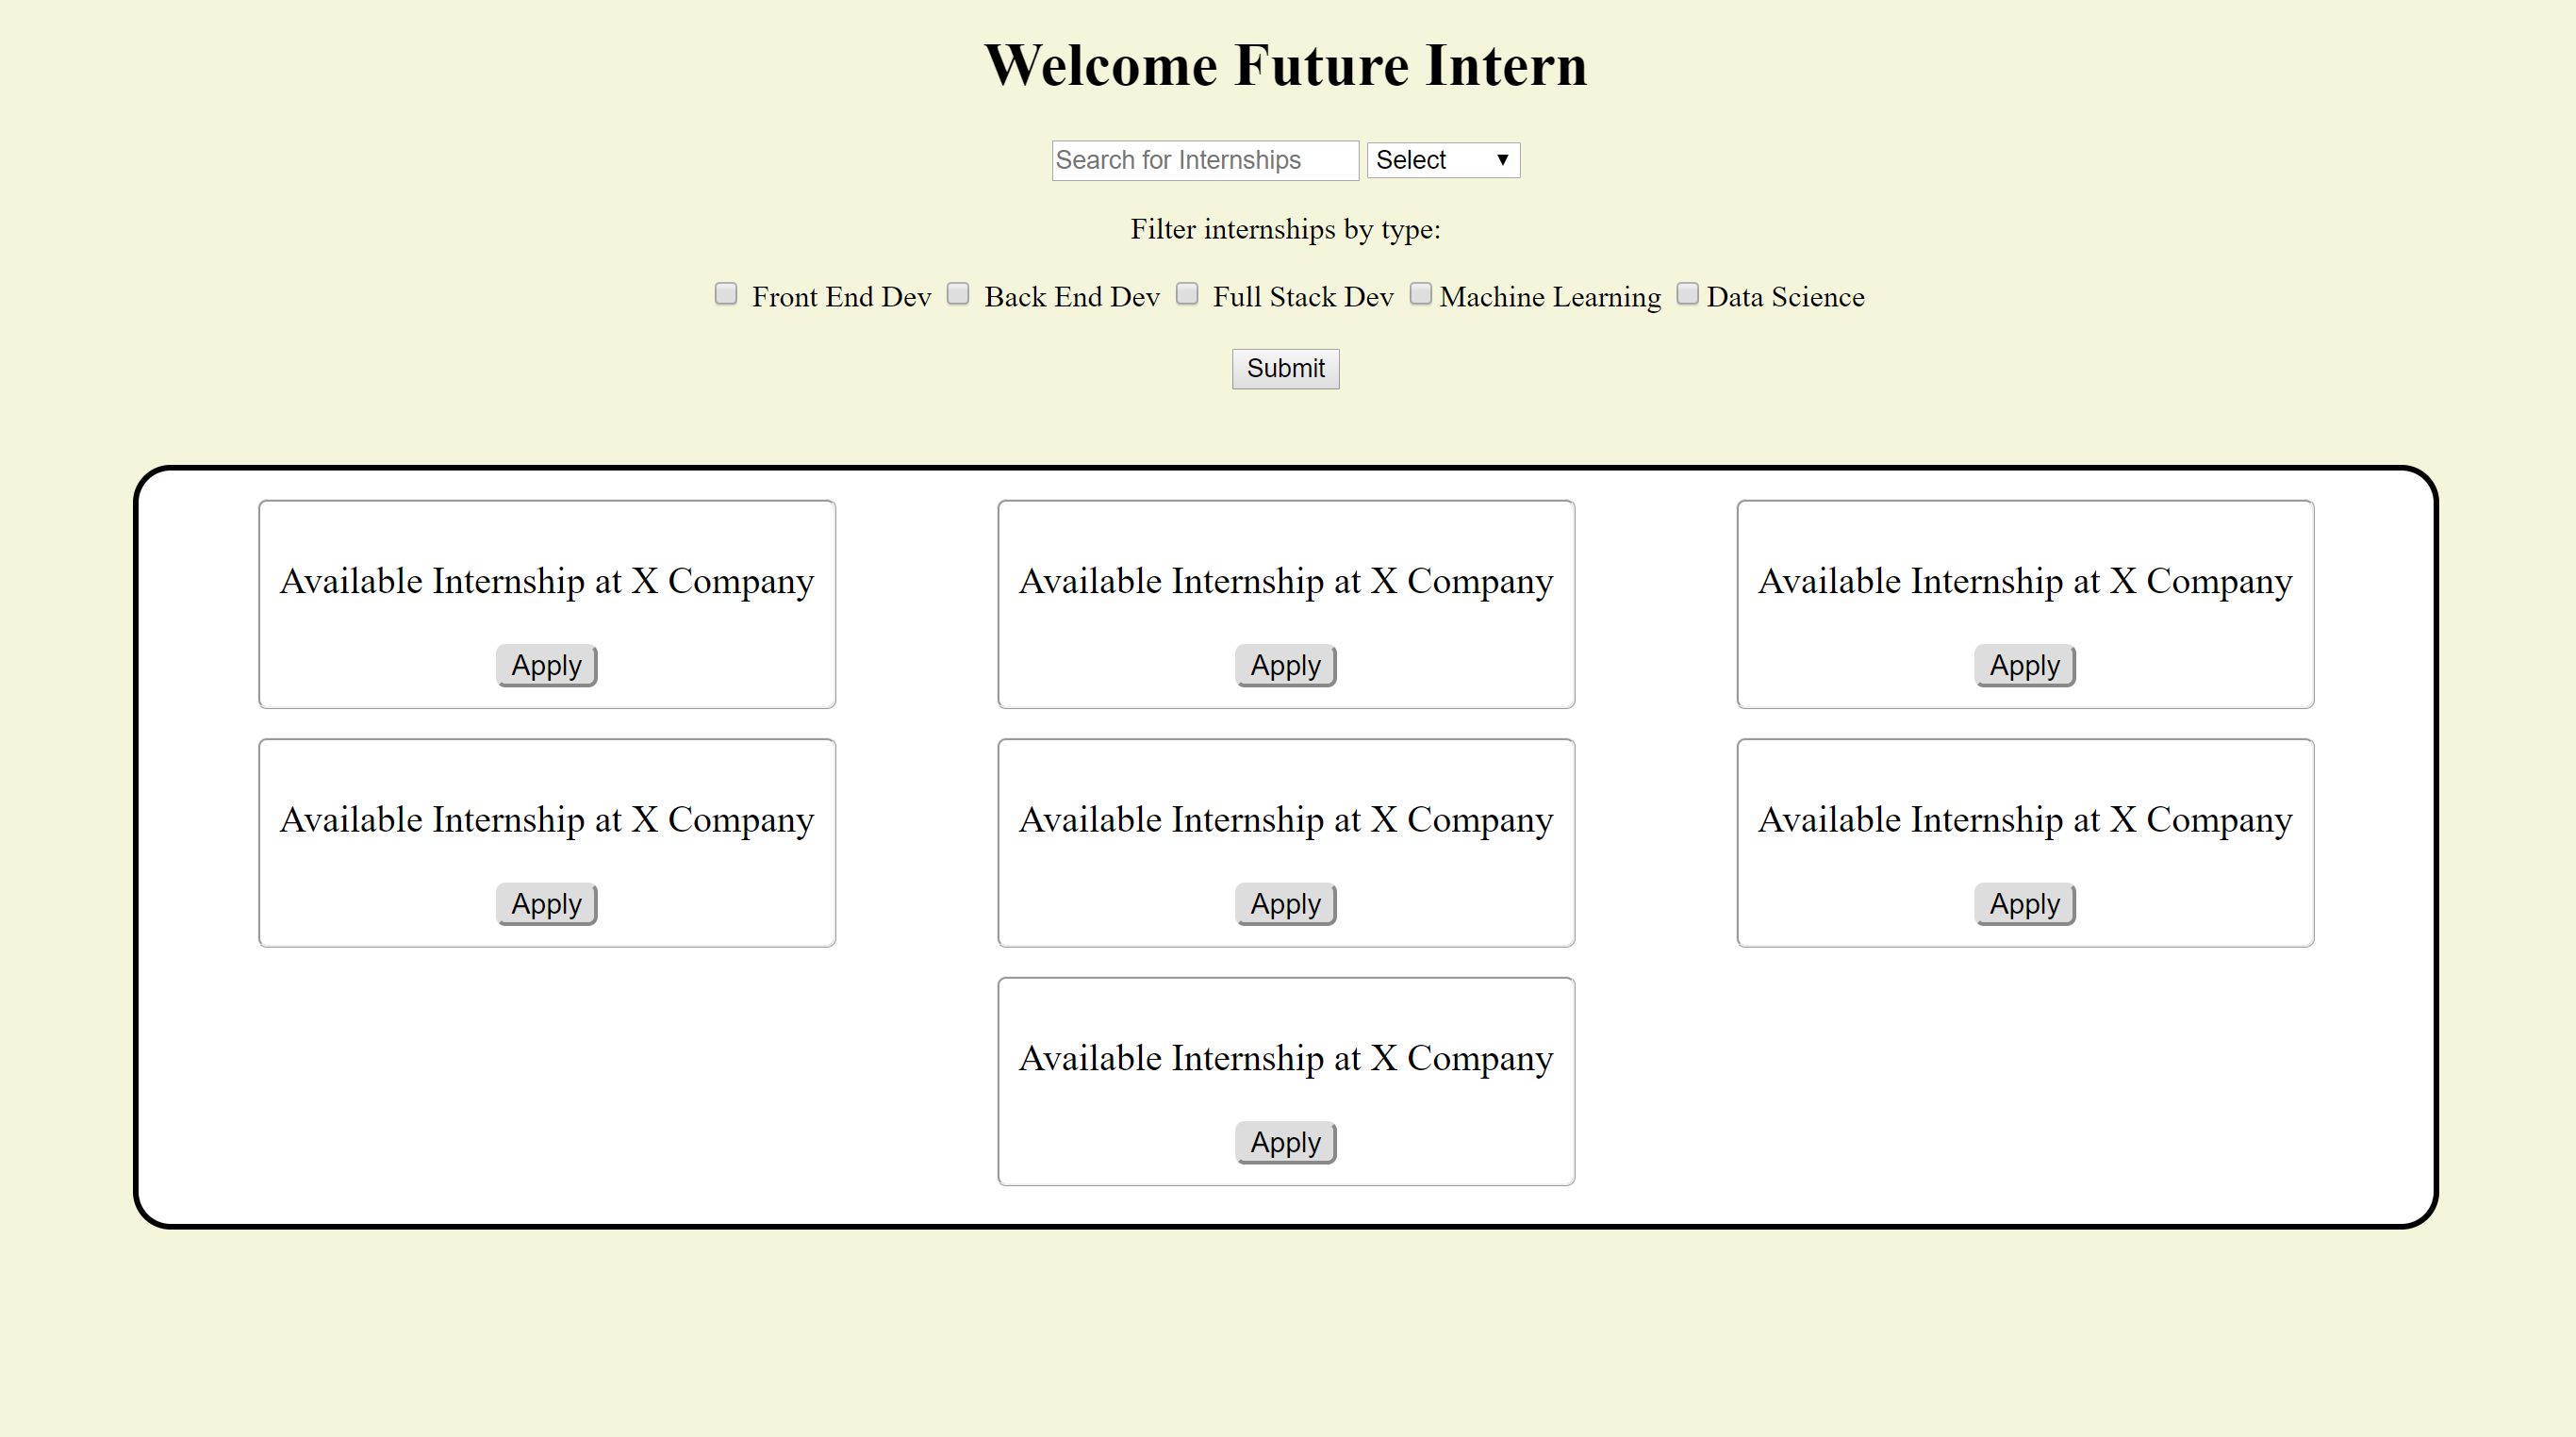 Welcome Future Intern
Search for Internships Select
Filter internships by type:
Front End Dev Back End Dev Full Stack Dev Machine Learning Data Science
Submit
Available Internship at X Company Available Internship at X Company Available Internship at X Company
Apply Apply Apply
Available Internship at X Company Available Internship at X Company Available Internship at X Company
Apply Apply Apply
Available Internship at X Company
Apply